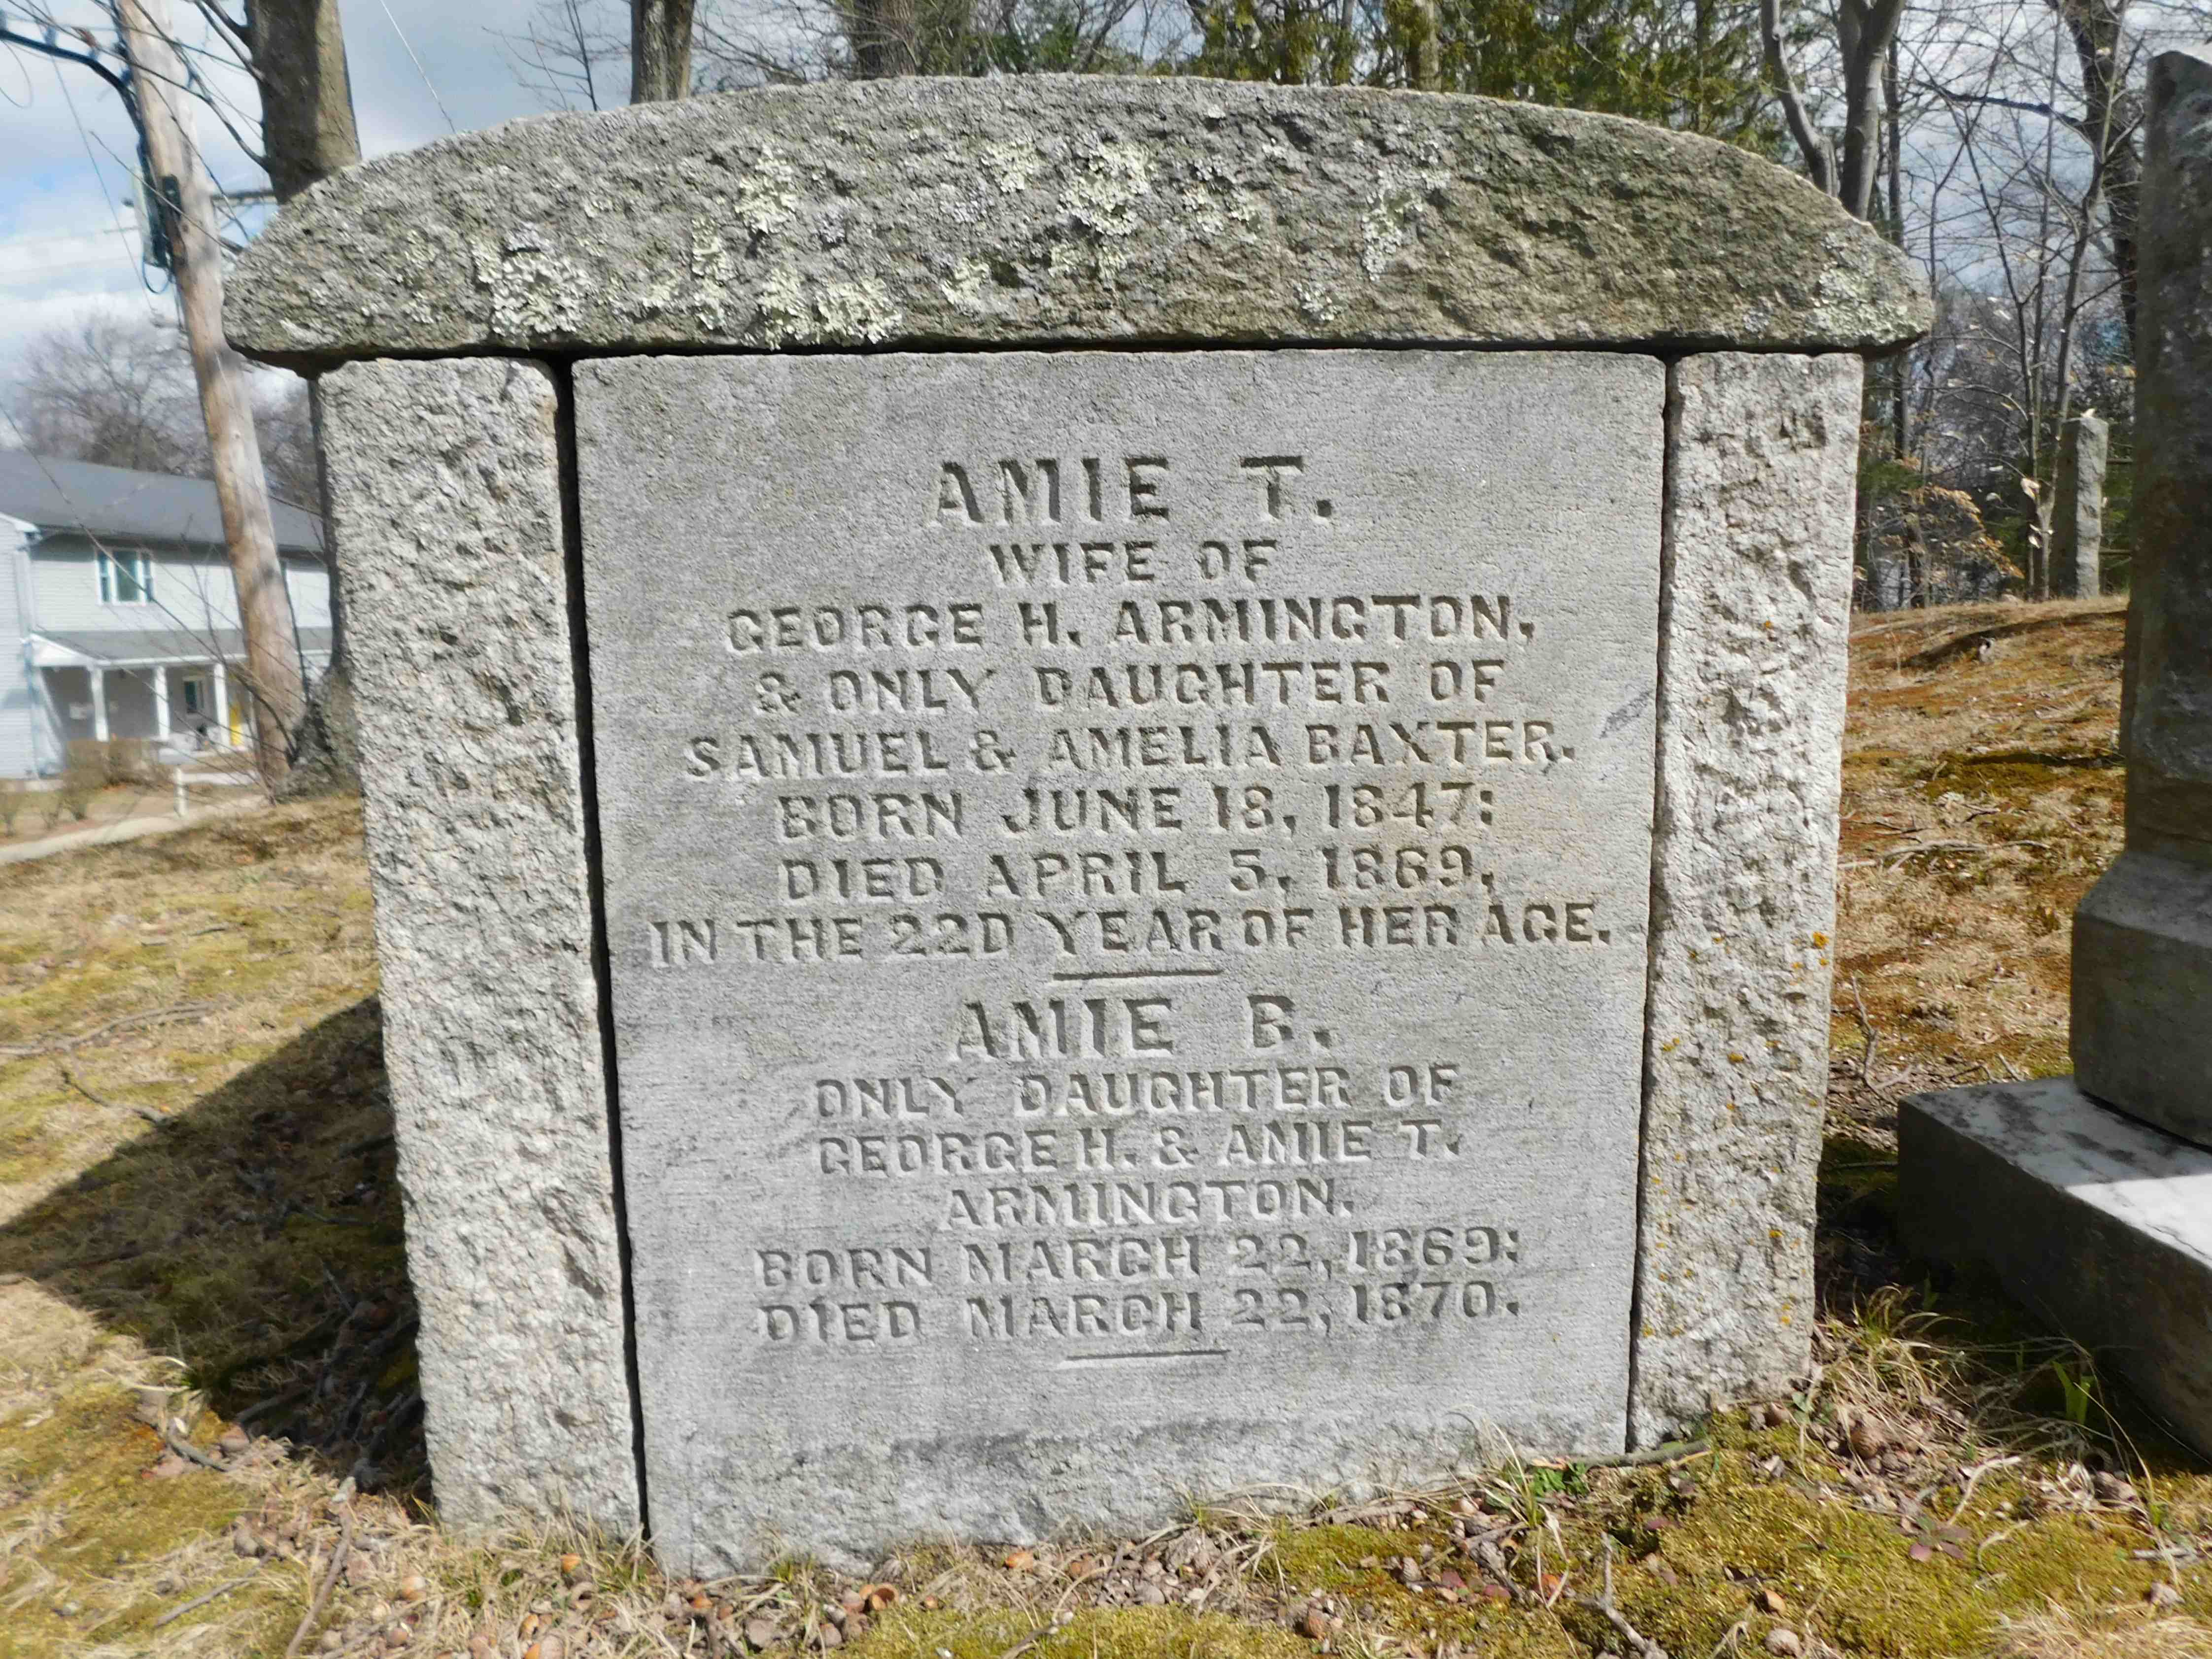 AMIE T.
WIFE OF
GEORGE H. ARMINGTON,
& ONLY DAUGHTER OF
SAMUEL & AMELIA BAXTER.
BORN JUNE 18, 1847;
DIED APRIL 5, 1869,
IN THE 22D YEAR OF HER AGE.
AMIE B.
ONLY DAUGHTER OF
GEORGE H. & AMIE T.
ARMINGTON.
BORN MARCH 22, 1869;
DIED MARCH 22, 1870.